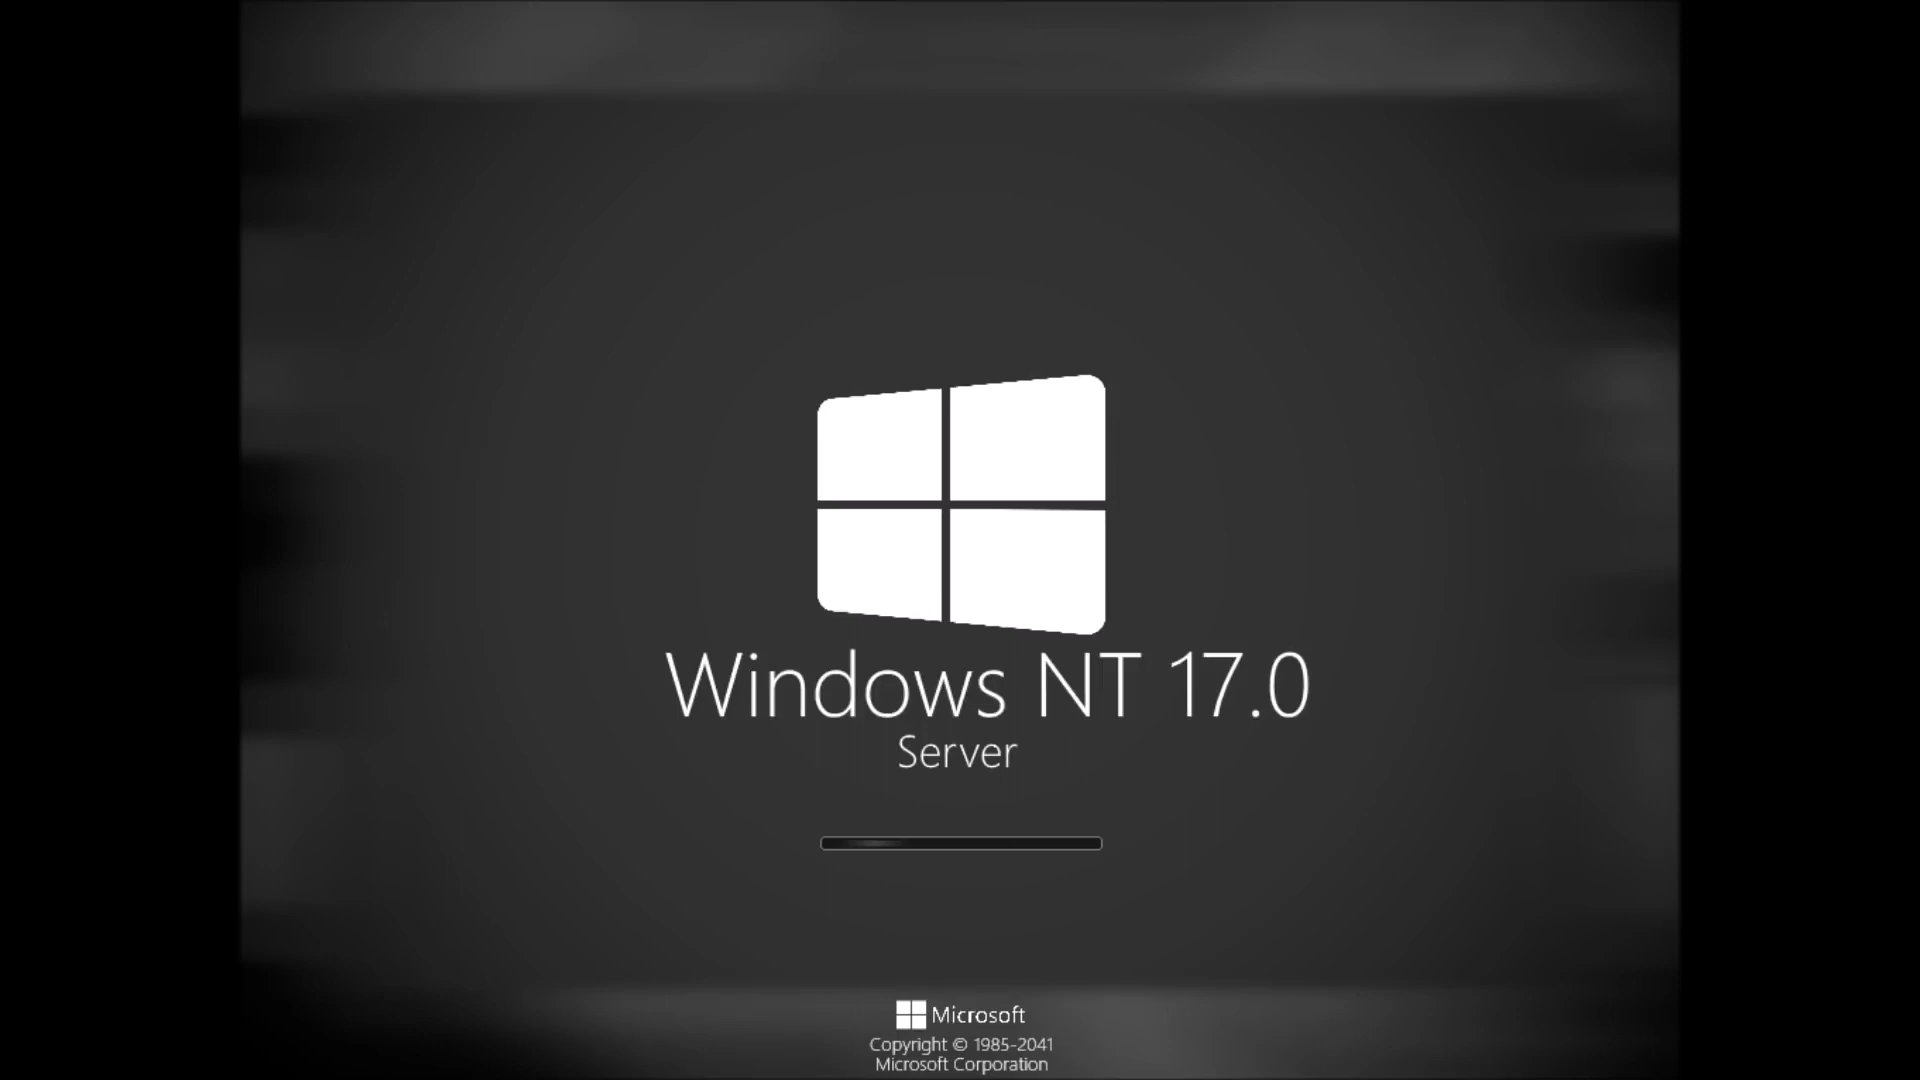 Windows NT 17.0
Server
Microsoft
Copyright © 1985-2041
Microsoft Corporation